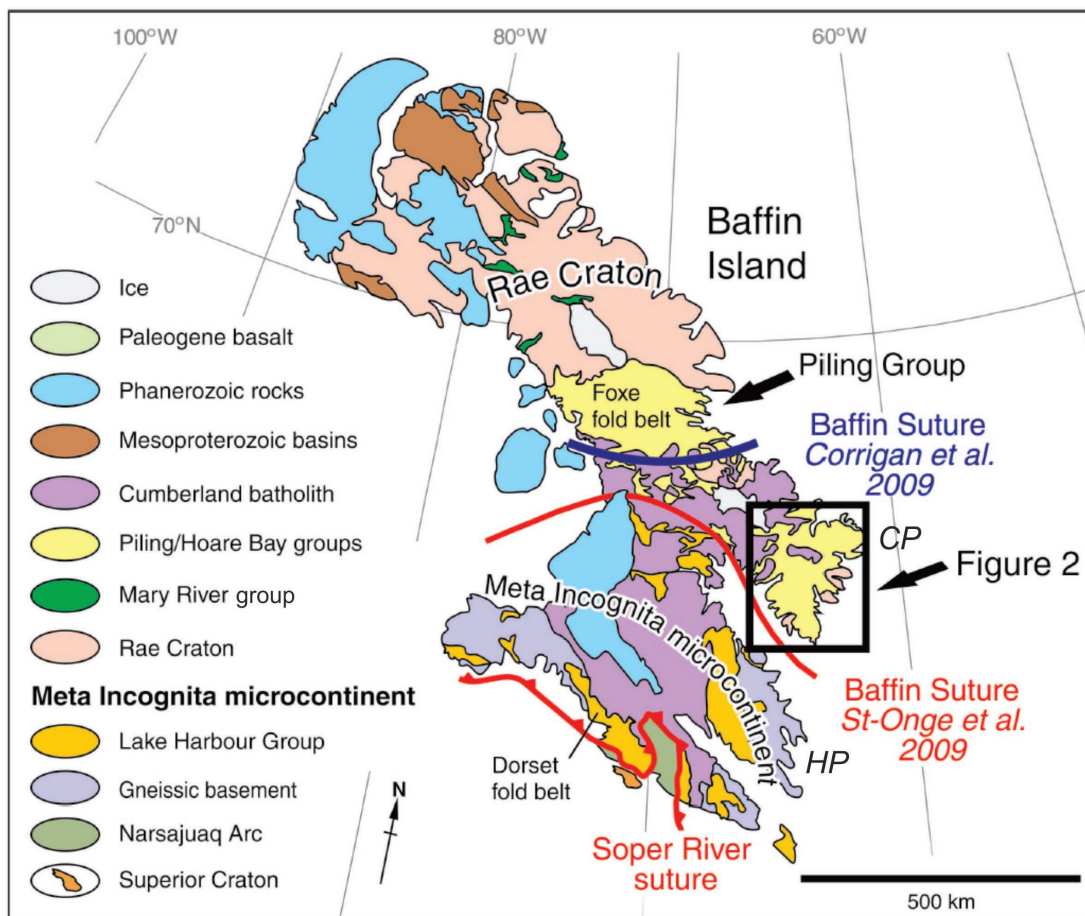 100°W
80°W
60°W
70°N
Baffin
Island
Rae Craton
Piling Group
Foxe
fold belt
Baffin Suture
Corrigan et al.
2009
CP
Figure 2
Meta Incognita microcontinent
Baffin Suture
St-Onge et al.
2009
HP
Dorset
fold belt
Soper River
suture
N
500 km
Ice
Paleogene basalt
Phanerozoic rocks
Mesoproterozoic basins
Cumberland batholith
Piling/Hoare Bay groups
Mary River group
Rae Craton
Meta Incognita microcontinent
Lake Harbour Group
Gneissic basement
Narsajuaq Arc
Superior Craton